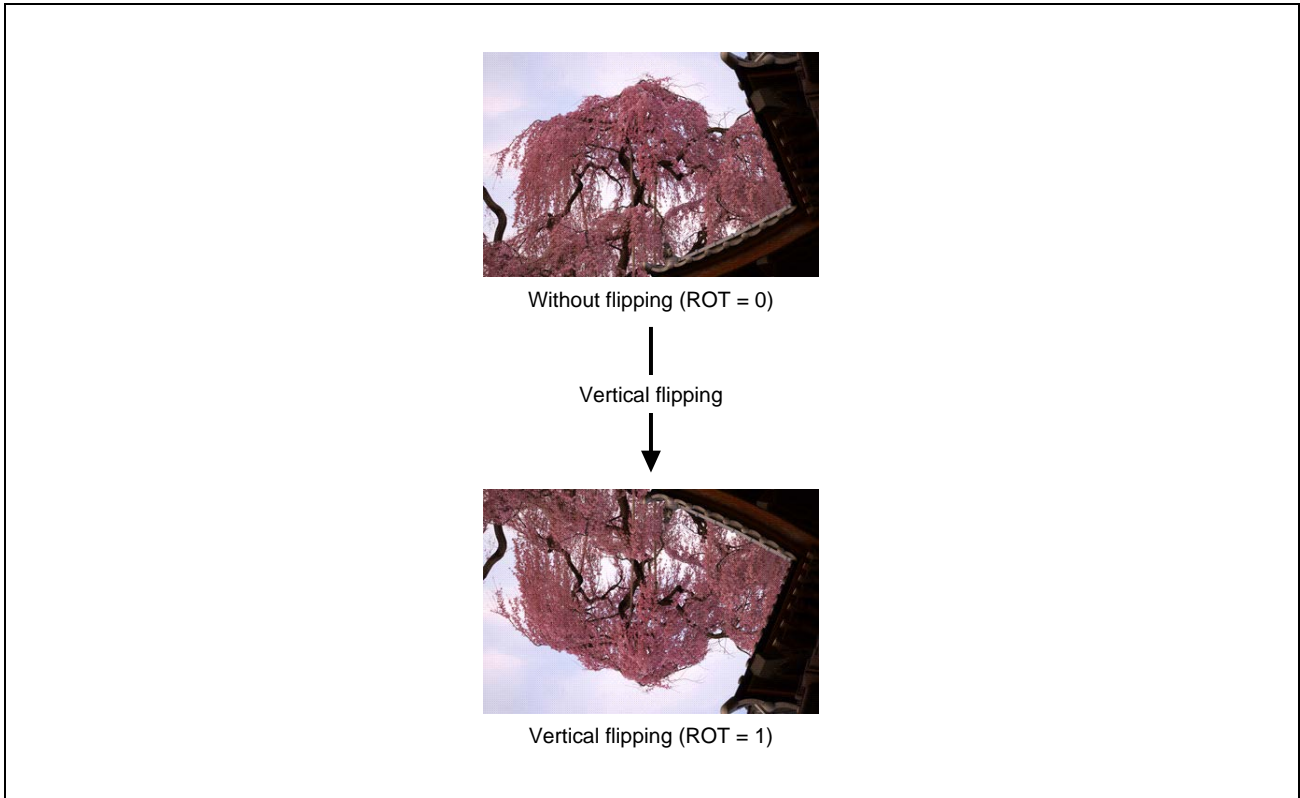 Without flipping (ROT = 0)
Vertical flipping
Vertical flipping (ROT = 1)